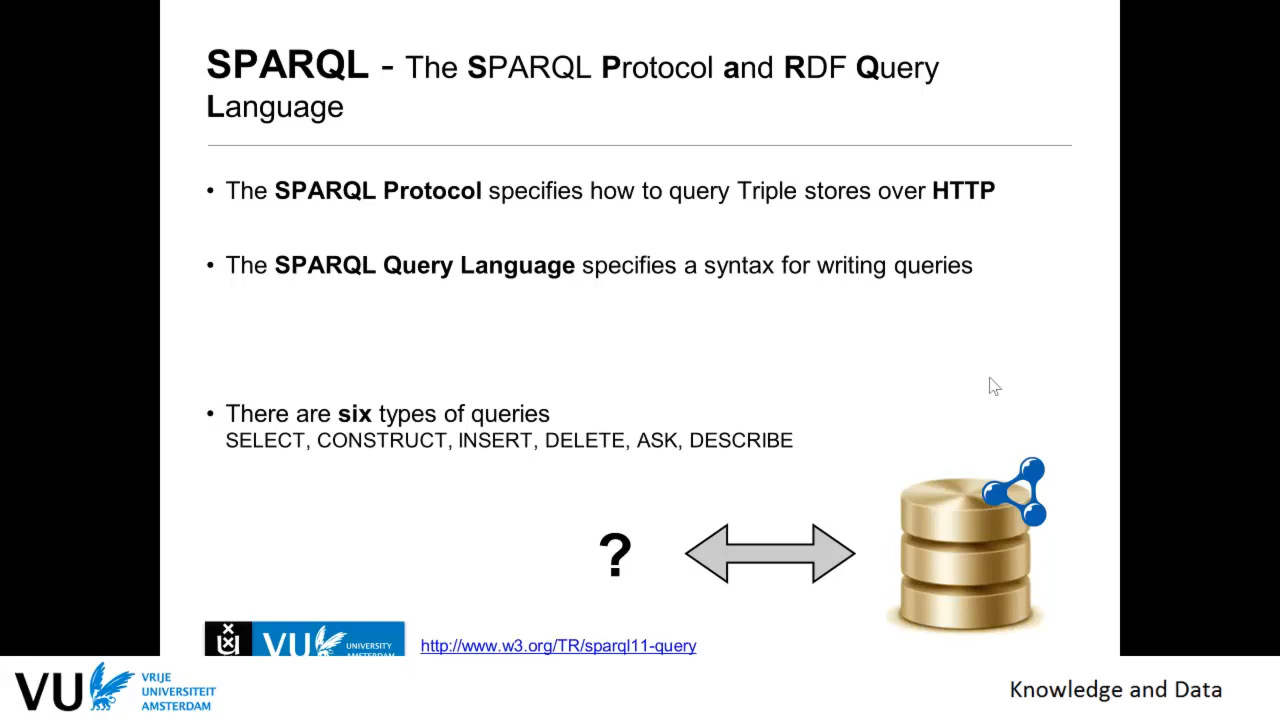 SPARQL - The SPARQL Protocol and RDF Query
Language
• The SPARQL Protocol specifies how to query Triple stores over HTTP
• The SPARQL Query Language specifies a syntax for writing queries
• There are six types of queries
SELECT, CONSTRUCT, INSERT, DELETE, ASK, DESCRIBE
?
VU UNIVERSITY
AMSTERDAM
http://www.w3.org/TR/sparql11-query
VU VRIJE
UNIVERSITEIT
AMSTERDAM
Knowledge and Data